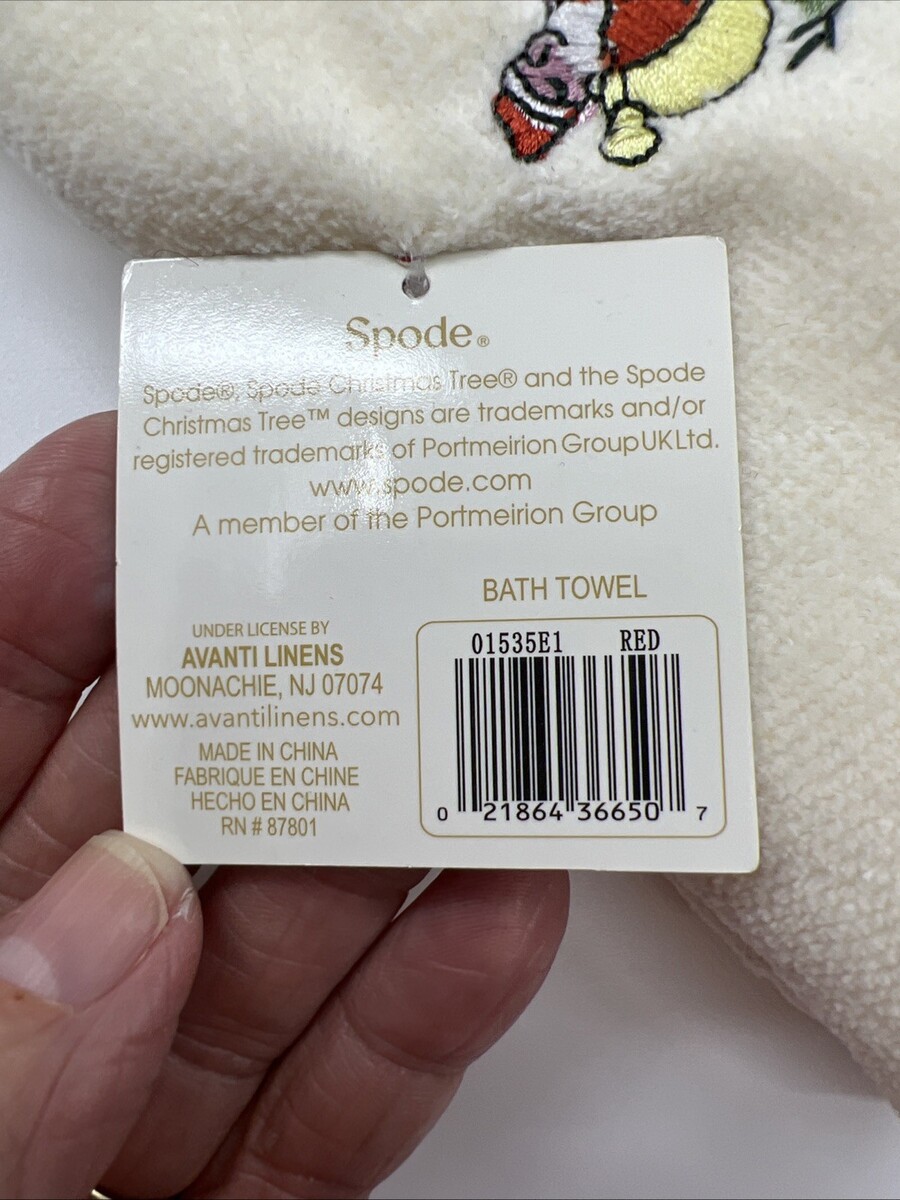 Spode®
Spode®, Spode Christmas Tree® and the Spode
Christmas Tree™ designs are trademarks and/or
registered trademarks of Portmeirion Group UK Ltd.
www.spode.com
A member of the Portmeirion Group
BATH TOWEL
UNDER LICENSE BY
AVANTI LINENS
MOONACHIE, NJ 07074
www.avantilinens.com
MADE IN CHINA
FABRIQUE EN CHINE
HECHO EN CHINA
RN # 87801
01535E1 RED
0 21864 36650 7